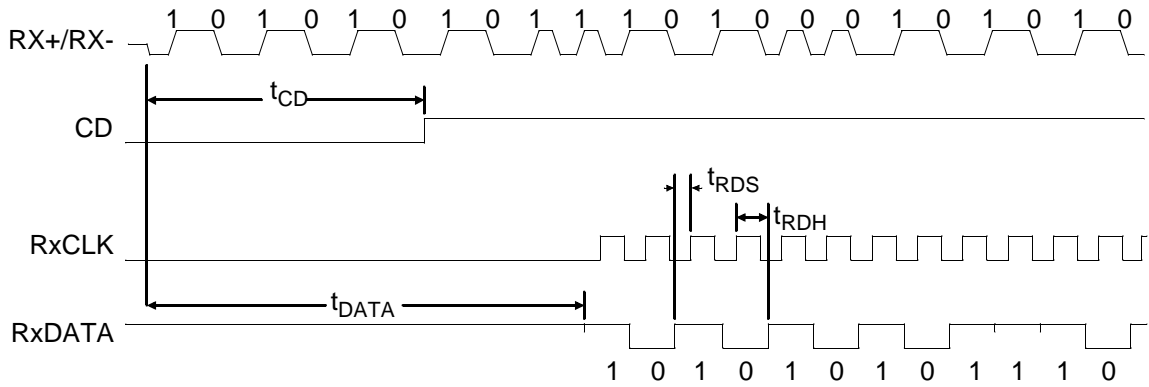 1 0 1 0 1 0 1 0 1 1 1 0 1 0 0 0 1 0 1 0 1 0
RX+/RX-
tCD
CD
tRDS
tRDH
RxCLK
tDATA
RxDATA
1 0 1 0 1 0 1 0 1 1 1 0